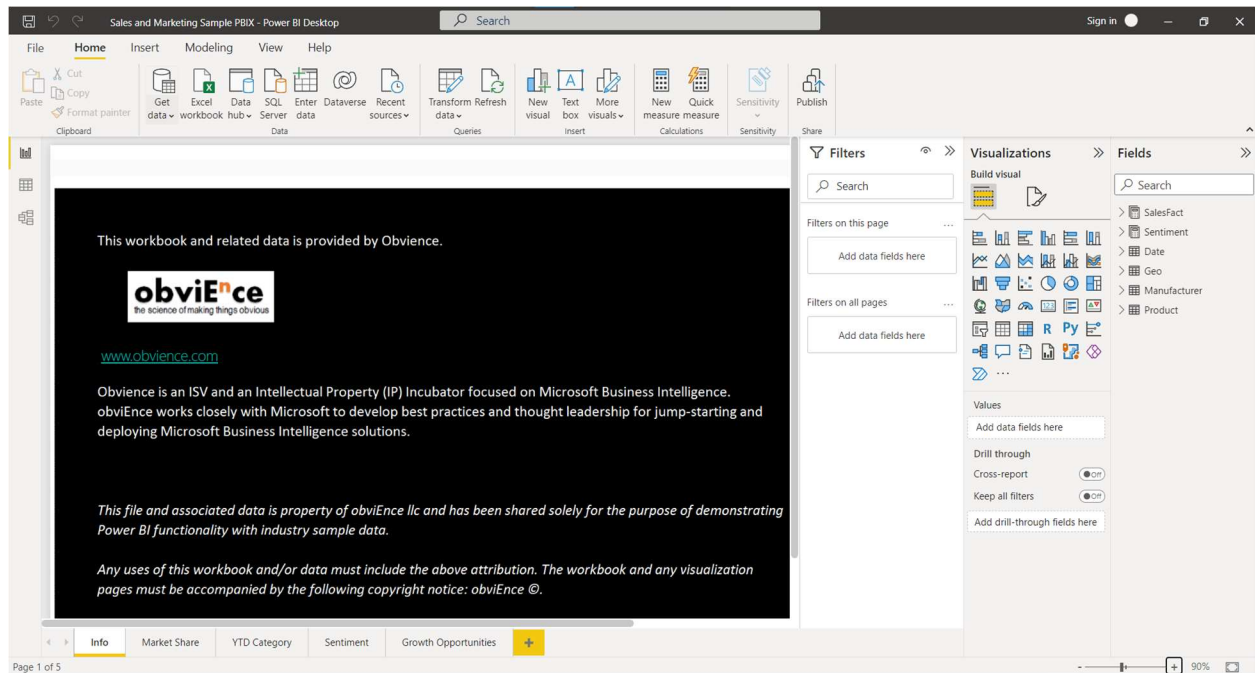 Sales and Marketing Sample PBIX - Power BI Desktop
Search
Sign in
File Home Insert Modeling View Help
Paste
Cut
Copy
Format painter
Clipboard
Get data
Excel workbook
Data hub
SQL Server
Enter data
Dataverse
Recent sources
Data
Transform data
Refresh
Queries
New visual
Text box
More visuals
Insert
New measure
Quick measure
Calculations
Sensitivity
Sensitivity
Publish
Share
This workbook and related data is provided by Obvience.
obviEnce
the science of making things obvious
www.obvience.com
Obvience is an ISV and an Intellectual Property (IP) Incubator focused on Microsoft Business Intelligence.
obviEnce works closely with Microsoft to develop best practices and thought leadership for jump-starting and
deploying Microsoft Business Intelligence solutions.
This file and associated data is property of obviEnce llc and has been shared solely for the purpose of demonstrating
Power BI functionality with industry sample data.
Any uses of this workbook and/or data must include the above attribution. The workbook and any visualization
pages must be accompanied by the following copyright notice: obviEnce ©.
Filters
Search
Filters on this page
...
Add data fields here
Filters on all pages
...
Add data fields here
Visualizations
Build visual
123
R
Py
...
Values
Add data fields here
Drill through
Cross-report
Off
Keep all filters
Off
Add drill-through fields here
Fields
Search
SalesFact
Sentiment
Date
Geo
Manufacturer
Product
Info
Market Share
YTD Category
Sentiment
Growth Opportunities
+
Page 1 of 5
- + 90%